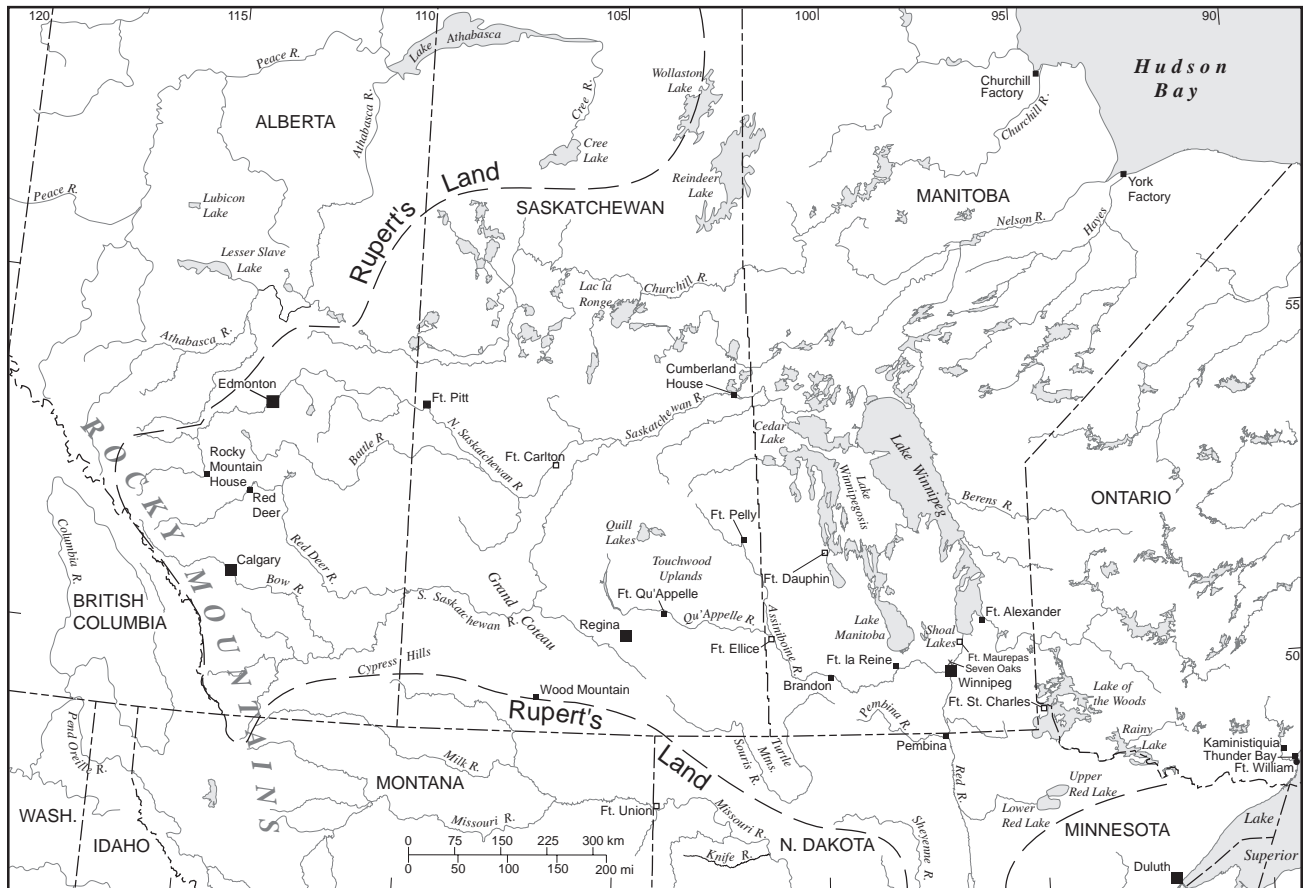 120
115
110
105
100
95
90
Peace R.
Lake Athabasca
Wollaston
Lake
Churchill
Factory
Hudson
Bay
ALBERTA
Athabasca R.
Cree R.
Cree
Lake
Churchill R.
Peace R.
Lubicon
Lake
Rupert's Land
SASKATCHEWAN
Reindeer
Lake
MANITOBA
York
Factory
Nelson R.
Hayes
Lesser Slave
Lake
Lac la
Ronge
Churchill R.
55
Athabasca R.
Edmonton
Ft. Pitt
Cumberland
House
Saskatchewan R.
N. Saskatchewan R.
Battle R
Ft. Carlton
Cedar
Lake
Lake Winnipeg
Lake
Winnipegosis
ROCKY MOUNTAINS
Rocky
Mountain
House
Red
Deer
Berens R.
ONTARIO
Columbia R.
Calgary
Bow R.
Red Deer R.
Quill
Lakes
Ft. Pelly
Touchwood
Uplands
Ft. Dauphin
BRITISH
COLUMBIA
S. Saskatchewan R.
Grand Coteau
Ft. Qu'Appelle
Qu'Appelle R.
Regina
Assiniboine R.
Ft. Ellice
Lake
Manitoba
Shoal
Lakes
Ft. Alexander
Ft. Maurepas
Seven Oaks
50
Cypress Hills
Wood Mountain
Ft. la Reine
Brandon
Winnipeg
Ft. St. Charles
Lake of
the Woods
Rupert's Land
Pembina R.
Pembina
Rainy
Lake
Kaministiquia
Thunder Bay
Ft. William
Pend Oreille R.
Milk R.
MONTANA
Souris R.
Turtle
Mtns.
Red R.
Upper
Red Lake
Lower
Red Lake
WASH.
IDAHO
Missouri R.
Ft. Union
Missouri R.
Knife R.
N. DAKOTA
Sheyenne R.
MINNESOTA
Lake
Superior
Duluth
0 75 150 225 300 km
0 50 100 150 200 mi